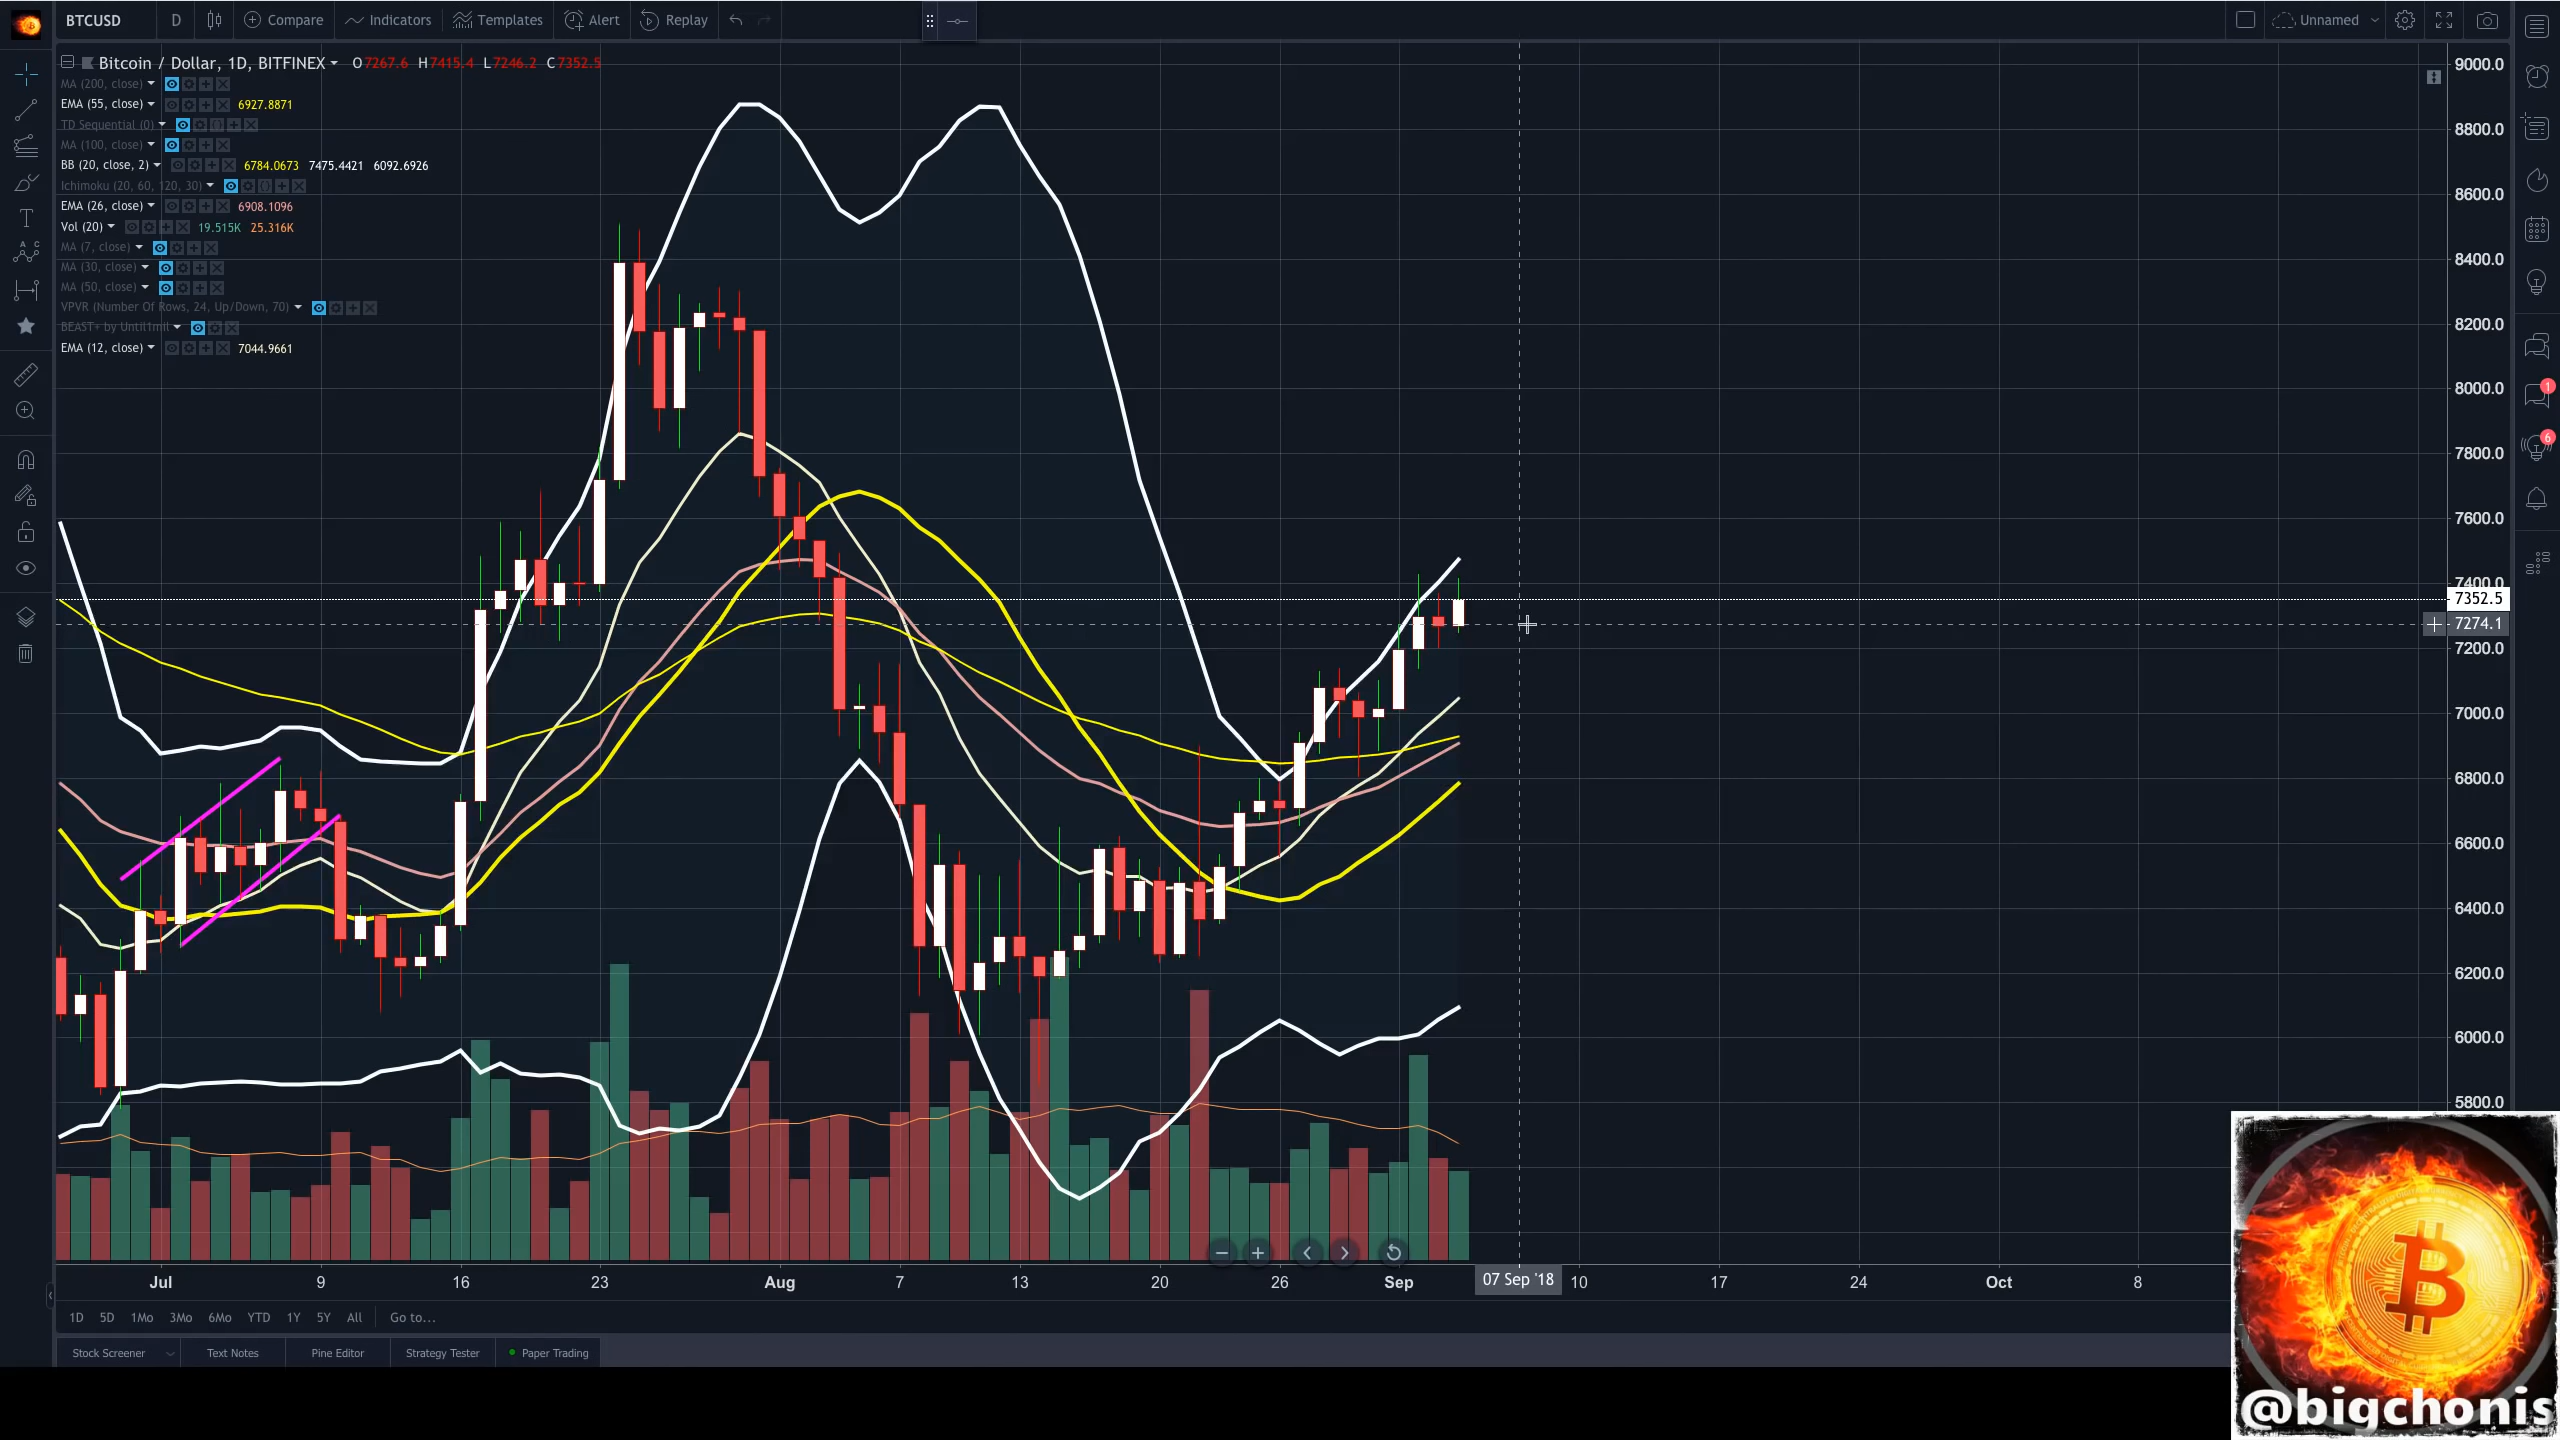 BTCUSD D Compare Indicators Templates Alert Replay Unnamed
Bitcoin / Dollar, 1D, BITFINEX O7267.6 H7415.4 L7246.2 C7352.5
MA (200, close)
EMA (55, close) 6927.8871
TD Sequential (0)
MA (100, close)
BB (20, close, 2) 6784.0673 7475.4421 6092.6926
Ichimoku (20, 60, 120, 30)
EMA (26, close) 6908.1096
Vol (20) 19.515K 25.316K
MA (7, close)
MA (30, close)
MA (50, close)
VPVR (Number Of Rows, 24, Up/Down, 70)
BEAST+ by Until1mil
EMA (12, close) 7044.9661
9000.0
8800.0
8600.0
8400.0
8200.0
8000.0
7800.0
7600.0
7400.0
7352.5
7274.1
7200.0
7000.0
6800.0
6600.0
6400.0
6200.0
6000.0
5800.0
1
6
Jul 9 16 23 Aug 7 13 20 26 Sep 07 Sep '18 10 17 24 Oct 8
1D 5D 1Mo 3Mo 6Mo YTD 1Y 5Y All Go to...
Stock Screener Text Notes Pine Editor Strategy Tester Paper Trading
@bigchonis